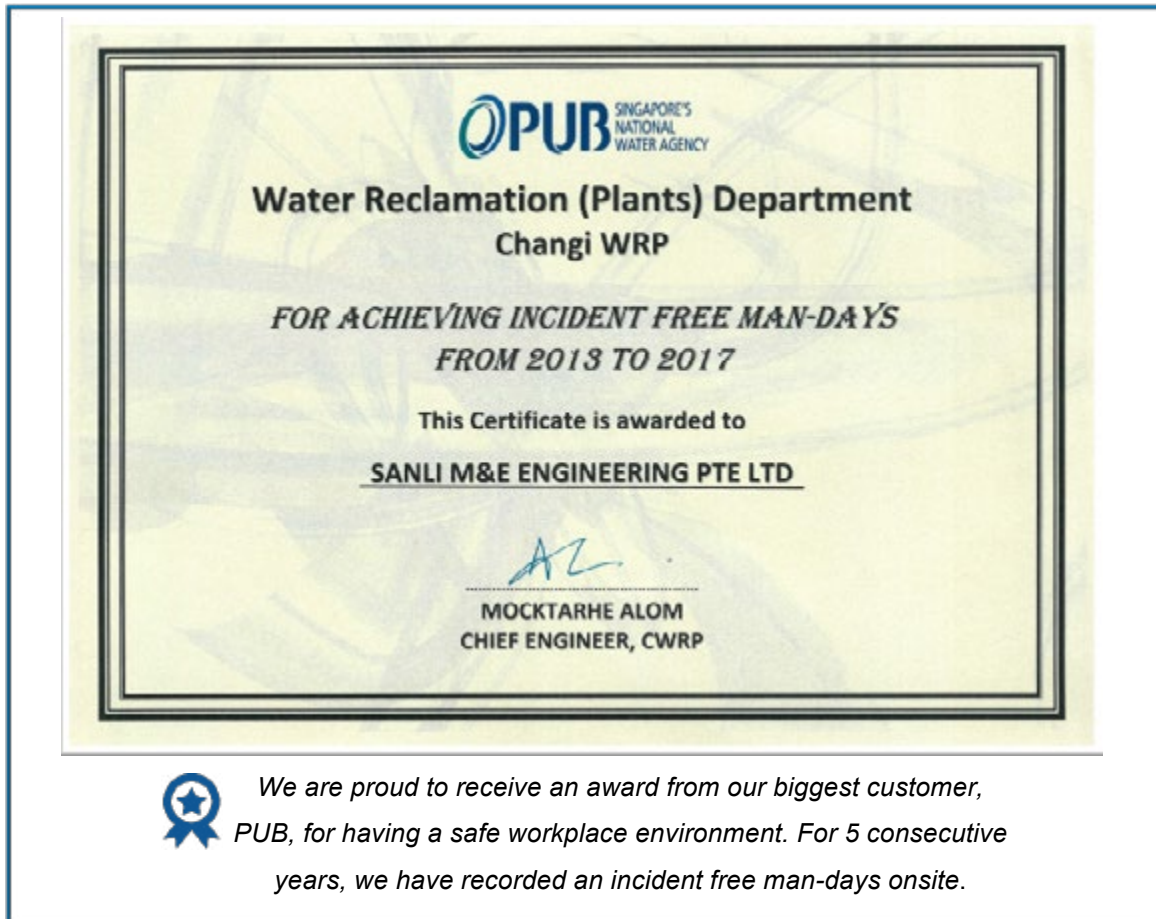 PUB SINGAPORE'S
NATIONAL
WATER AGENCY
Water Reclamation (Plants) Department
Changi WRP
FOR ACHIEVING INCIDENT FREE MAN-DAYS
FROM 2013 TO 2017
This Certificate is awarded to
SANLI M&E ENGINEERING PTE LTD
MOCKTARHE ALOM
CHIEF ENGINEER, CWRP
We are proud to receive an award from our biggest customer,
PUB, for having a safe workplace environment. For 5 consecutive
years, we have recorded an incident free man-days onsite.